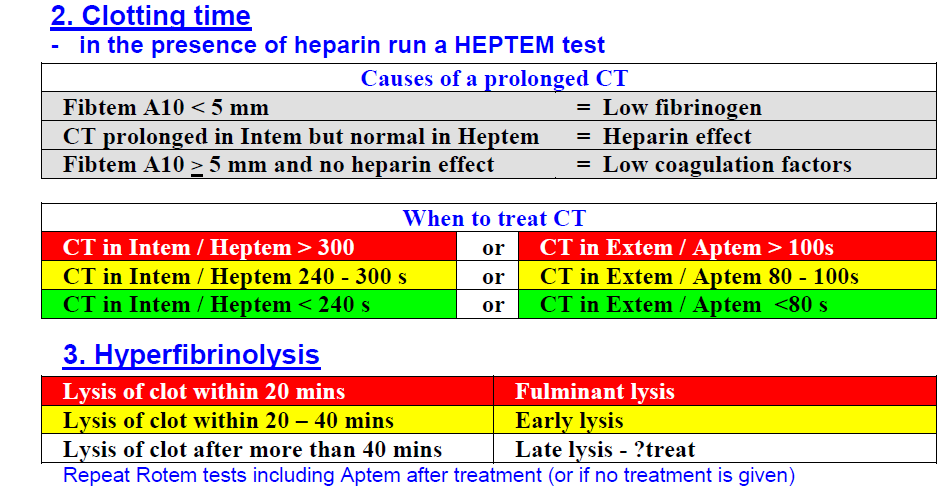 2. Clotting time
- in the presence of heparin run a HEPTEM test
Causes of a prolonged CT
Fibtem A10 < 5 mm = Low fibrinogen
CT prolonged in Intem but normal in Heptem = Heparin effect
Fibtem A10 ≥ 5 mm and no heparin effect = Low coagulation factors
When to treat CT
CT in Intem / Heptem > 300 or CT in Extem / Aptem > 100s
CT in Intem / Heptem 240 - 300 s or CT in Extem / Aptem 80 - 100s
CT in Intem / Heptem < 240 s or CT in Extem / Aptem <80 s
3. Hyperfibrinolysis
Lysis of clot within 20 mins Fulminant lysis
Lysis of clot within 20 – 40 mins Early lysis
Lysis of clot after more than 40 mins Late lysis - ?treat
Repeat Rotem tests including Aptem after treatment (or if no treatment is given)